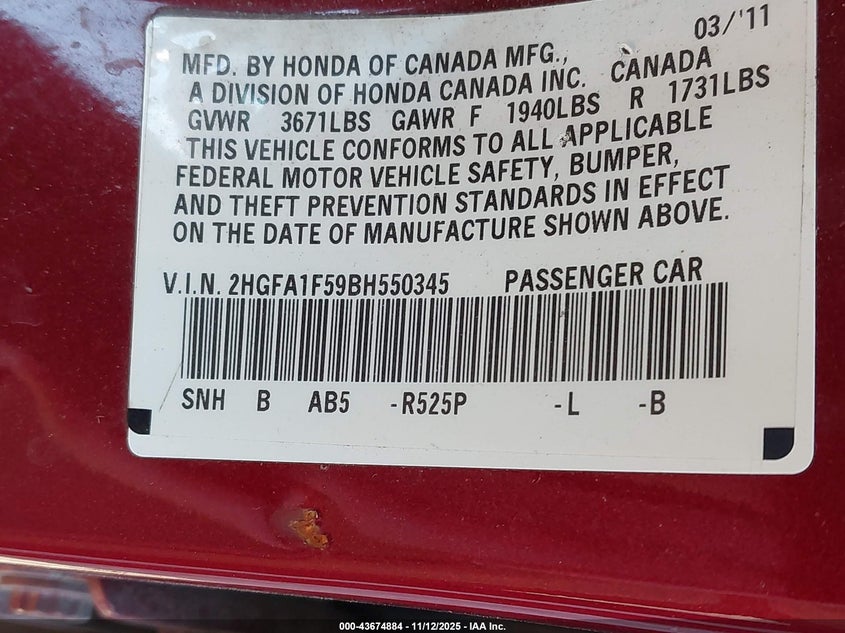 03/'11
MFD. BY HONDA OF CANADA MFG.,
A DIVISION OF HONDA CANADA INC. CANADA
GVWR 3671LBS GAWR F 1940LBS R 1731LBS
THIS VEHICLE CONFORMS TO ALL APPLICABLE
FEDERAL MOTOR VEHICLE SAFETY, BUMPER,
AND THEFT PREVENTION STANDARDS IN EFFECT
ON THE DATE OF MANUFACTURE SHOWN ABOVE.
V.I.N. 2HGFA1F59BH550345 PASSENGER CAR
SNH B AB5 -R525P -L -B
000-43674884 - 11/12/2025 - IAA Inc.